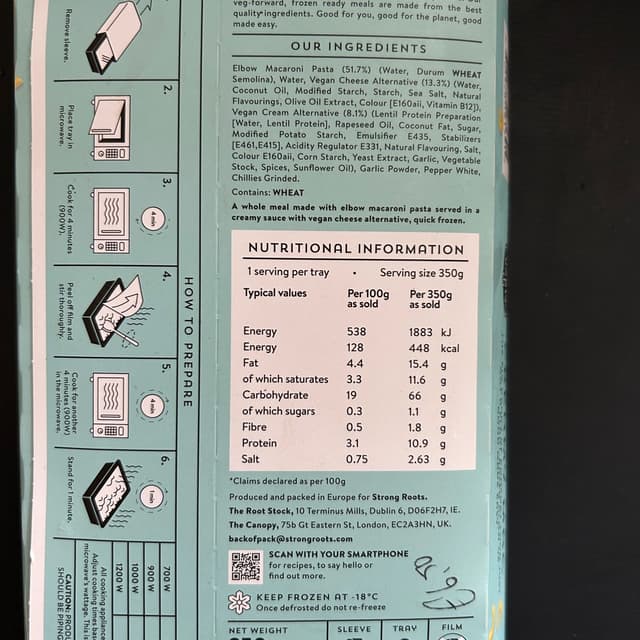 veg-forward, frozen ready meals are made from the best
quality ingredients. Good for you, good for the planet, good
made easy.
OUR INGREDIENTS
Elbow Macaroni Pasta (51.7%) (Water, Durum WHEAT
Semolina), Water, Vegan Cheese Alternative (13.3%) (Water,
Coconut Oil, Modified Starch, Starch, Sea Salt, Natural
Flavourings, Olive Oil Extract, Colour [E160aii, Vitamin B12]),
Vegan Cream Alternative (8.1%) (Lentil Protein Preparation
[Water, Lentil Protein], Rapeseed Oil, Coconut Fat, Sugar,
Modified Potato Starch, Emulsifier E435, Stabilizers
[E461,E415], Acidity Regulator E331, Natural Flavouring, Salt,
Colour E160aii, Corn Starch, Yeast Extract, Garlic, Vegetable
Stock, Spices, Sunflower Oil), Garlic Powder, Pepper White,
Chillies Grinded.
Contains: WHEAT
A whole meal made with elbow macaroni pasta served in a
creamy sauce with vegan cheese alternative, quick frozen.
NUTRITIONAL INFORMATION
1 serving per tray • Serving size 350g
Typical values Per 100g as sold Per 350g as sold
Energy 538 1883 kJ
Energy 128 448 kcal
Fat 4.4 15.4 g
of which saturates 3.3 11.6 g
Carbohydrate 19 66 g
of which sugars 0.3 1.1 g
Fibre 0.5 1.8 g
Protein 3.1 10.9 g
Salt 0.75 2.63 g
*Claims declared as per 100g
Produced and packed in Europe for Strong Roots.
The Root Stock, 10 Terminus Mills, Dublin 6, D06F2H7, IE.
The Canopy, 75b Gt Eastern St, London, EC2A3HN, UK.
backofpack@strongroots.com
SCAN WITH YOUR SMARTPHONE
for recipes, to say hello or
find out more.
KEEP FROZEN AT -18°C
Once defrosted do not re-freeze
NET WEIGHT SLEEVE TRAY FILM
HOW TO PREPARE
Remove sleeve.
2.
Place tray in
microwave.
3.
4 min
Cook for 4 minutes
(900W).
4.
Peel off film and
stir thoroughly.
5.
4 min
Cook for another
4 minutes (900W)
in the microwave.
6.
1 min
Stand for 1 minute.
700 W
900 W
1000 W
1200 W
All cooking appliance
Adjust cooking times bas
microwave's wattage. This is
CAUTION: PRODU
SHOULD BE PIPING